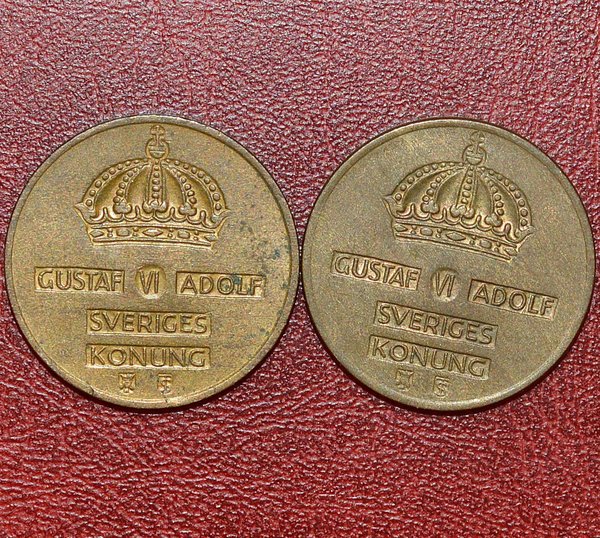 GUSTAF VI ADOLF
SVERIGES
KONUNG
GUSTAF VI ADOLF
SVERIGES
KONUNG